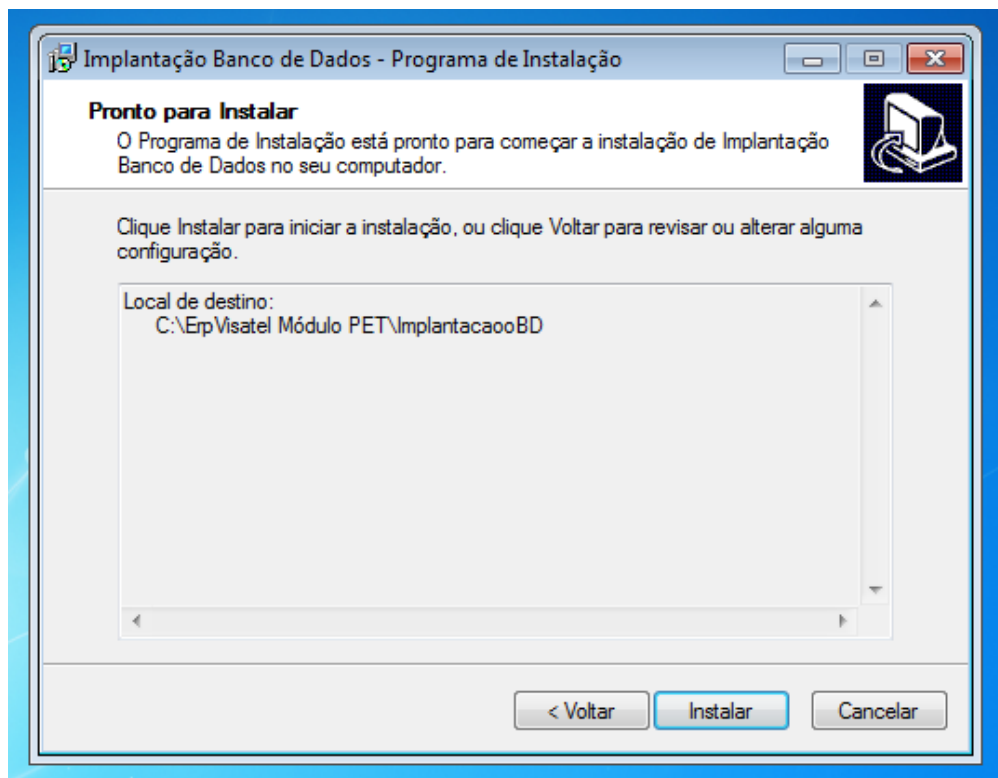 Implantação Banco de Dados - Programa de Instalação
Pronto para Instalar
O Programa de Instalação está pronto para começar a instalação de Implantação
Banco de Dados no seu computador.
Clique Instalar para iniciar a instalação, ou clique Voltar para revisar ou alterar alguma
configuração.
Local de destino:
C:\ErpVisatel Módulo PET\ImplantacaooBD
< Voltar
Instalar
Cancelar